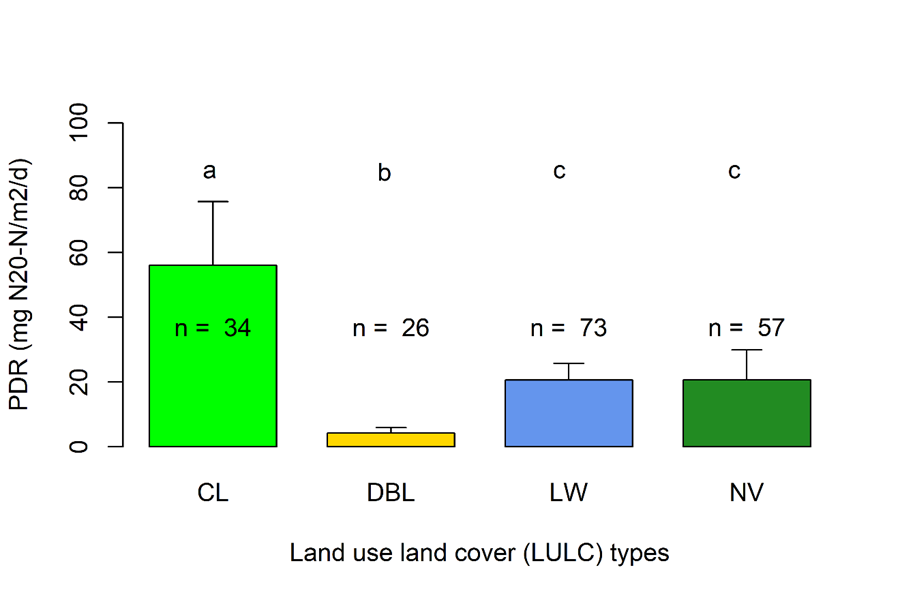 PDR (mg N20-N/m2/d)
100
80
60
40
20
0
a b c c
n = 34 n = 26 n = 73 n = 57
CL DBL LW NV
Land use land cover (LULC) types